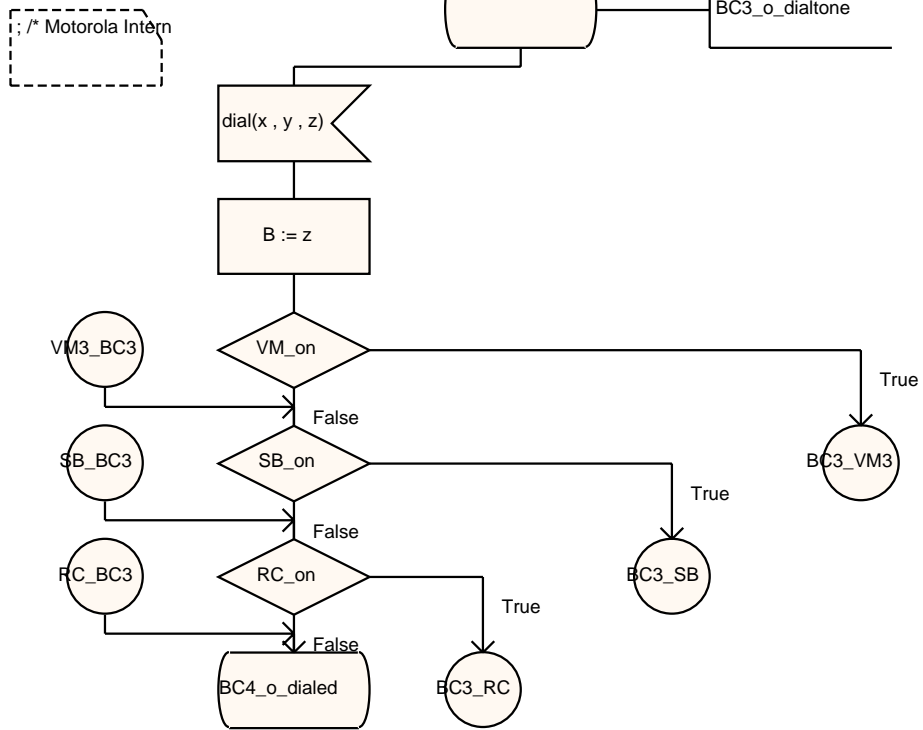 ; /* Motorola Intern
BC3_o_dialtone
dial(x , y , z)
B := z
VM3_BC3
VM_on
True
False
SB_BC3
SB_on
BC3_VM3
True
False
RC_BC3
RC_on
BC3_SB
True
False
BC4_o_dialed
BC3_RC